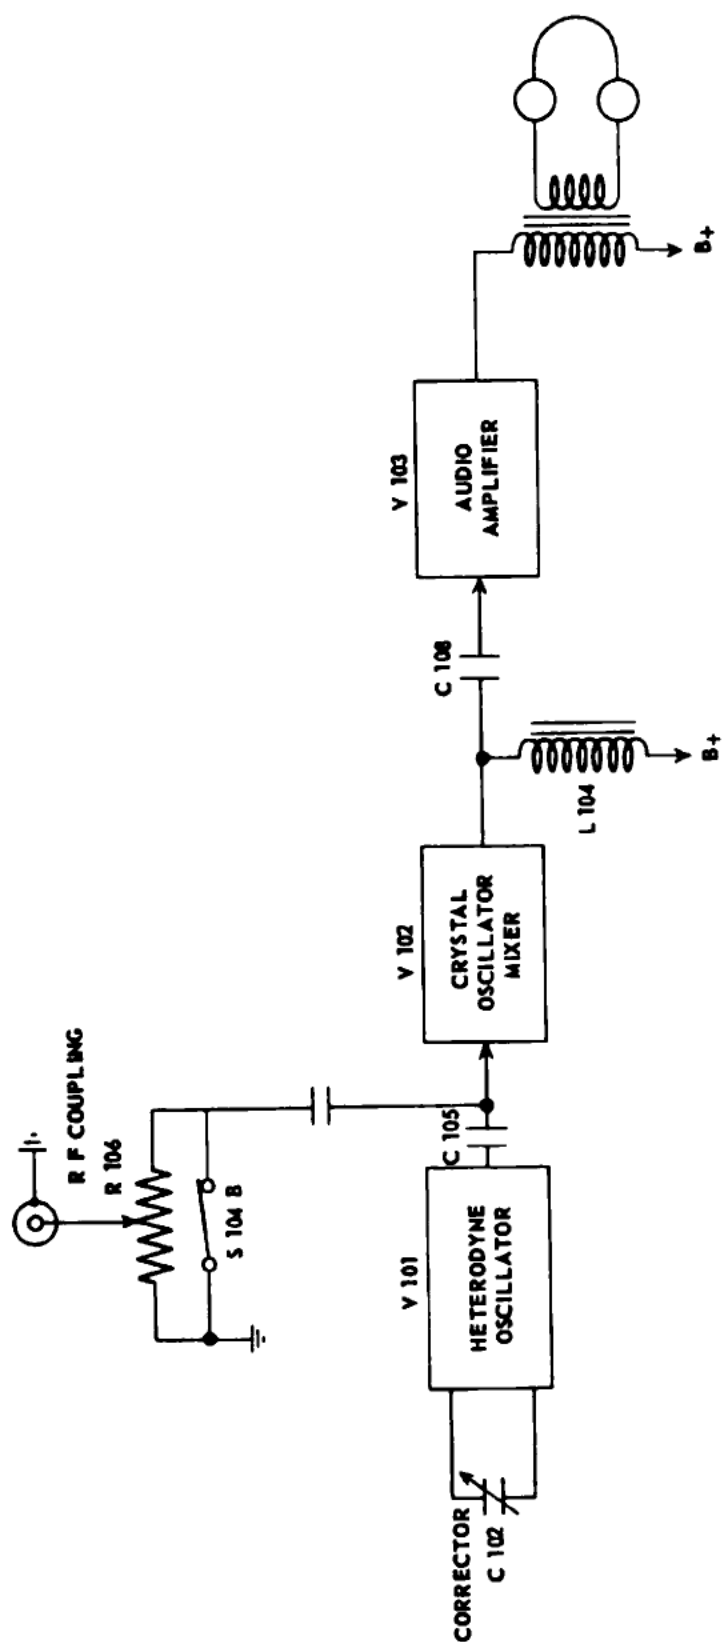 R F COUPLING
R 106
S 104 B
CORRECTOR
C 102
V 101
HETERODYNE
OSCILLATOR
C 105
V 102
CRYSTAL
OSCILLATOR
MIXER
L 104
B+
C 108
V 103
AUDIO
AMPLIFIER
B+